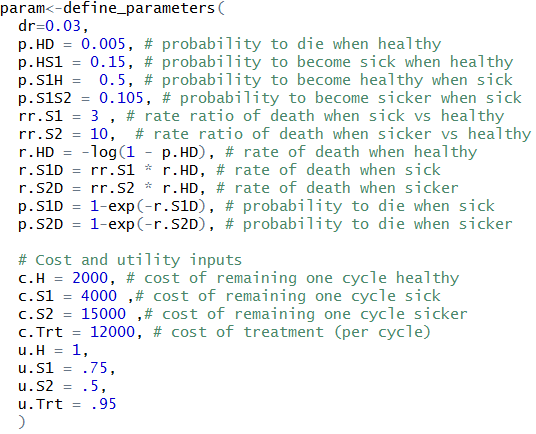 param<-define_parameters(
  dr=0.03,
  p.HD = 0.005, # probability to die when healthy
  p.HS1 = 0.15, # probability to become sick when healthy
  p.S1H =  0.5, # probability to become healthy when sick
  p.S1S2 = 0.105, # probability to become sicker when sick
  rr.S1 = 3 , # rate ratio of death when sick vs healthy
  rr.S2 = 10,  # rate ratio of death when sicker vs healthy
  r.HD = -log(1 - p.HD), # rate of death when healthy
  r.S1D = rr.S1 * r.HD, # rate of death when sick
  r.S2D = rr.S2 * r.HD, # rate of death when sicker
  p.S1D = 1-exp(-r.S1D), # probability to die when sick
  p.S2D = 1-exp(-r.S2D), # probability to die when sicker

  # Cost and utility inputs
  c.H = 2000, # cost of remaining one cycle healthy
  c.S1 = 4000 ,# cost of remaining one cycle sick
  c.S2 = 15000 ,# cost of remaining one cycle sicker
  c.Trt = 12000, # cost of treatment (per cycle)
  u.H = 1,
  u.S1 = .75,
  u.S2 = .5,
  u.Trt = .95
  )